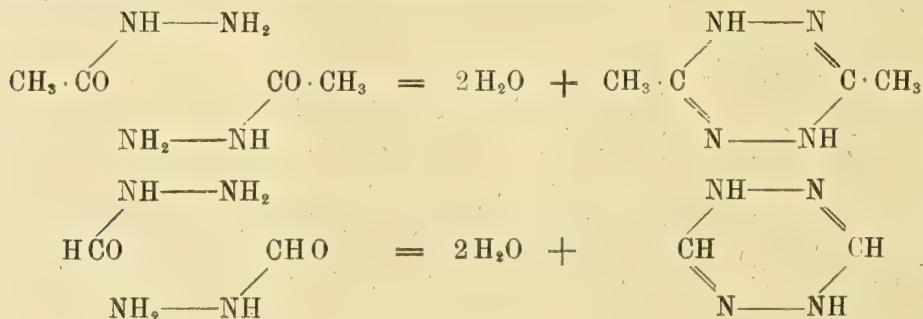 NH—NH₂ NH—N
CH₃·CO CO·CH₃ = 2H₂O + CH₃·C C·CH₃
NH₂—NH N—NH
NH—NH₂ NH—N
HCO CHO = 2H₂O + CH CH
NH₂—NH N—NH